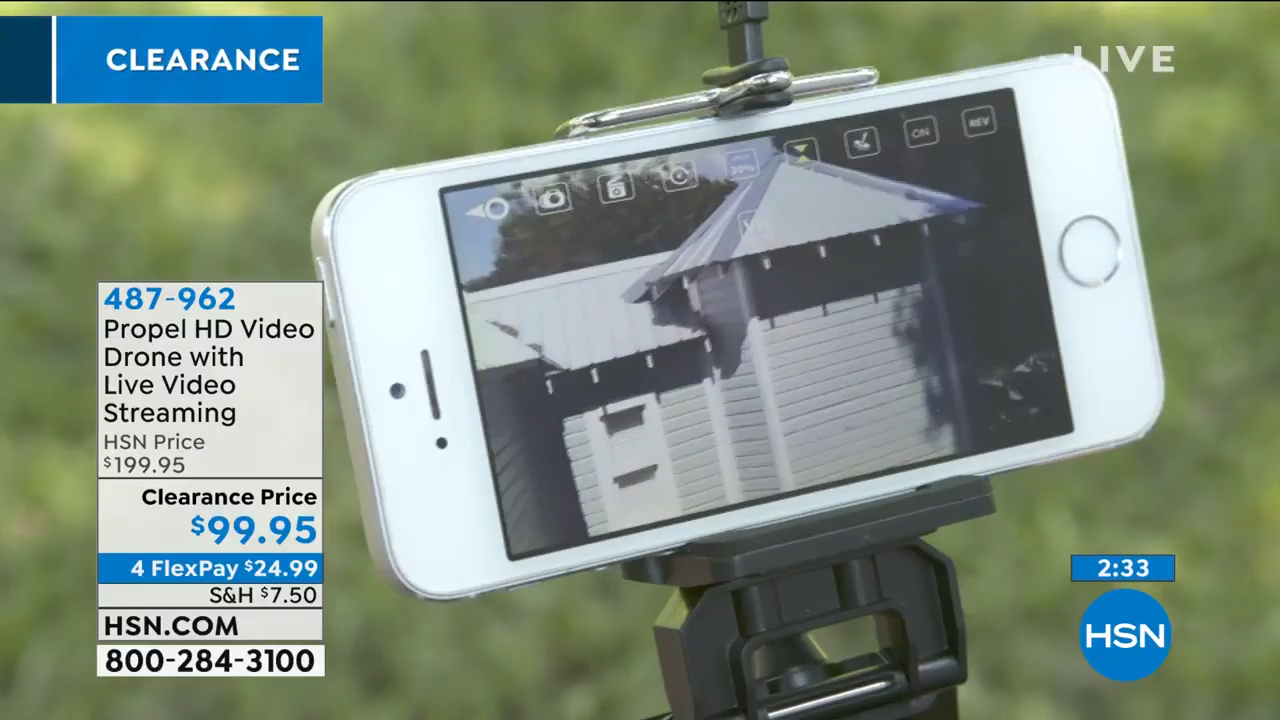 CLEARANCE
LIVE
30%
ON
REV
487-962
Propel HD Video
Drone with
Live Video
Streaming
HSN Price
$199.95
Clearance Price
$99.95
4 FlexPay $24.99
S&H $7.50
HSN.COM
800-284-3100
2:33
HSN